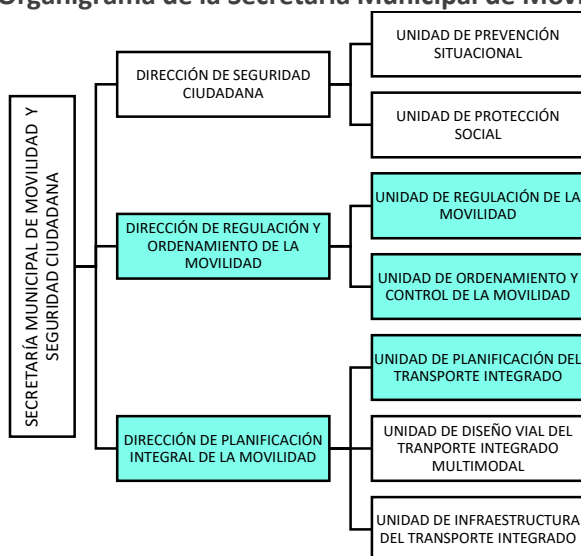 Organigrama de la Secretaría Municipal de
UNIDAD DE PREVENCIÓN
SITUACIONAL
DIRECCIÓN DE SEGURIDAD
CIUDADANA
UNIDAD DE PROTECCIÓN
SOCIAL
SECRETARÍA MUNICIPAL DE MOVILIDAD Y
SEGURIDAD CIUDADANA
UNIDAD DE REGULACIÓN DE LA
MOVILIDAD
DIRECCIÓN DE REGULACIÓN Y
ORDENAMIENTO DE LA
MOVILIDAD
UNIDAD DE ORDENAMIENTO Y
CONTROL DE LA MOVILIDAD
UNIDAD DE PLANIFICACIÓN DEL
TRANSPORTE INTEGRADO
DIRECCIÓN DE PLANIFICACIÓN
INTEGRAL DE LA MOVILIDAD
UNIDAD DE DISEÑO VIAL DEL
TRANPORTE INTEGRADO
MULTIMODAL
UNIDAD DE INFRAESTRUCTURA
DEL TRANSPORTE INTEGRADO